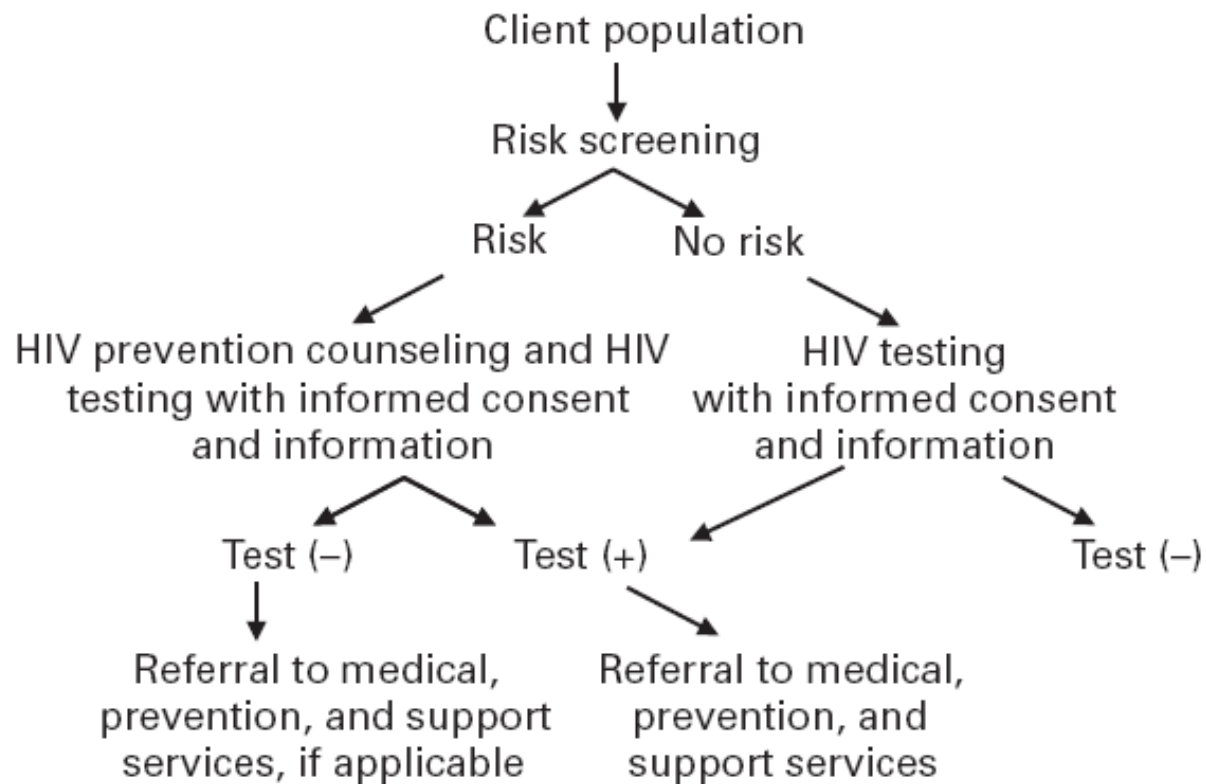 Client population
Risk screening
Risk
No risk
HIV prevention counseling and HIV
testing with informed consent
and information
HIV testing
with informed consent
and information
Test (–)
Test (+)
Test (–)
Referral to medical,
prevention, and support
services, if applicable
Referral to medical,
prevention, and
support services